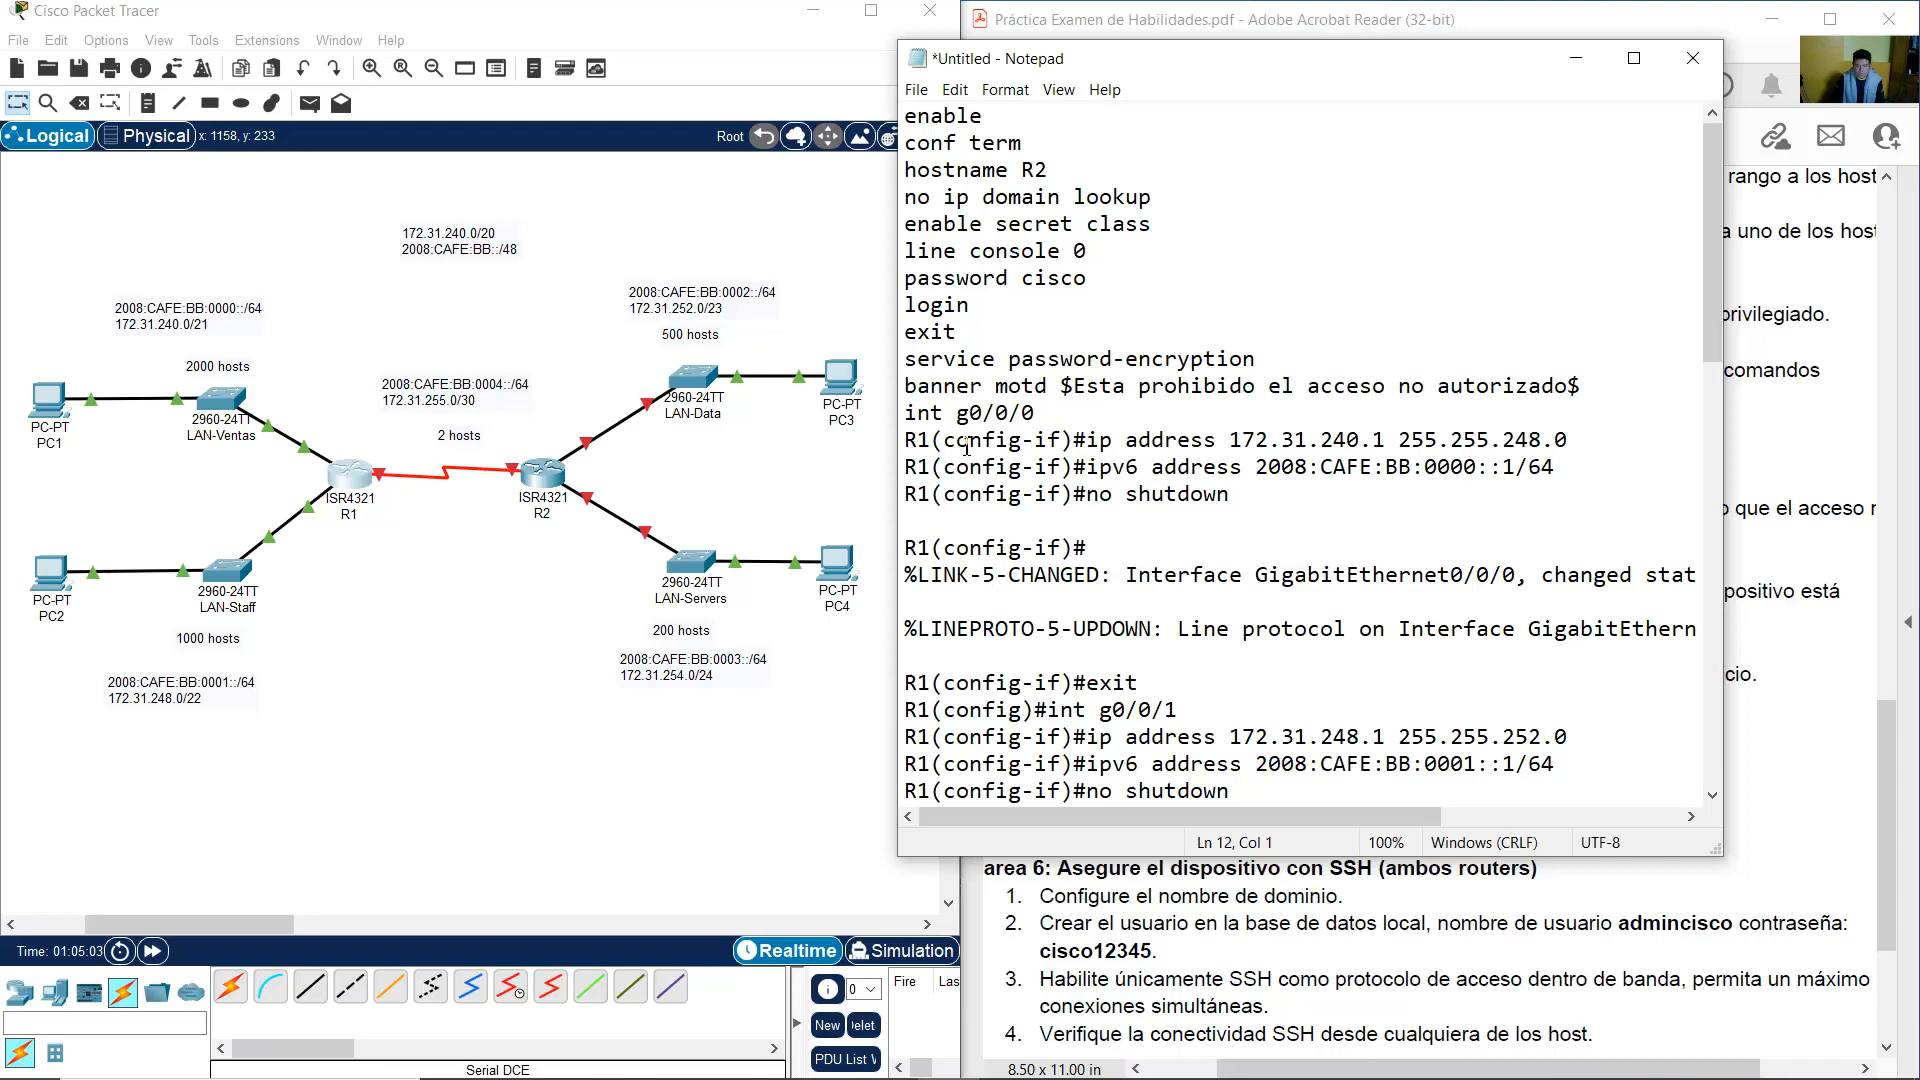 Cisco Packet Tracer
File Edit Options View Tools Extensions Window Help
Logical Physical x: 1158, y: 233
Root
172.31.240.0/20
2008:CAFE:BB::/48
2008:CAFE:BB:0000::/64
172.31.240.0/21
2000 hosts
2008:CAFE:BB:0002::/64
172.31.252.0/23
500 hosts
2008:CAFE:BB:0004::/64
172.31.255.0/30
2 hosts
PC-PT
PC1
2960-24TT
LAN-Ventas
2960-24TT
LAN-Data
PC-PT
PC3
ISR4321
R1
ISR4321
R2
PC-PT
PC2
2960-24TT
LAN-Staff
2960-24TT
LAN-Servers
PC-PT
PC4
1000 hosts
200 hosts
2008:CAFE:BB:0001::/64
172.31.248.0/22
2008:CAFE:BB:0003::/64
172.31.254.0/24
Time: 01:05:03
Realtime Simulation
0
Fire Las
New
elet
PDU List
Serial DCE
Práctica Examen de Habilidades.pdf - Adobe Acrobat Reader (32-bit)
*Untitled - Notepad
File Edit Format View Help
enable
conf term
hostname R2
no ip domain lookup
enable secret class
line console 0
password cisco
login
exit
service password-encryption
banner motd $Esta prohibido el acceso no autorizado$
int g0/0/0
R1(config-if)#ip address 172.31.240.1 255.255.248.0
R1(config-if)#ipv6 address 2008:CAFE:BB:0000::1/64
R1(config-if)#no shutdown
R1(config-if)#
%LINK-5-CHANGED: Interface GigabitEthernet0/0/0, changed stat
%LINEPROTO-5-UPDOWN: Line protocol on Interface GigabitEthern
R1(config-if)#exit
R1(config)#int g0/0/1
R1(config-if)#ip address 172.31.248.1 255.255.252.0
R1(config-if)#ipv6 address 2008:CAFE:BB:0001::1/64
R1(config-if)#no shutdown
Ln 12, Col 1 100% Windows (CRLF) UTF-8
rango a los host
a uno de los host
privilegiado.
comandos
que el acceso
positivo está
cio.
area 6: Asegure el dispositivo con SSH (ambos routers)
1. Configure el nombre de dominio.
2. Crear el usuario en la base de datos local, nombre de usuario admincisco contraseña:
cisco12345.
3. Habilite únicamente SSH como protocolo de acceso dentro de banda, permita un máximo
conexiones simultáneas.
4. Verifique la conectividad SSH desde cualquiera de los host.
8.50 x 11.00 in